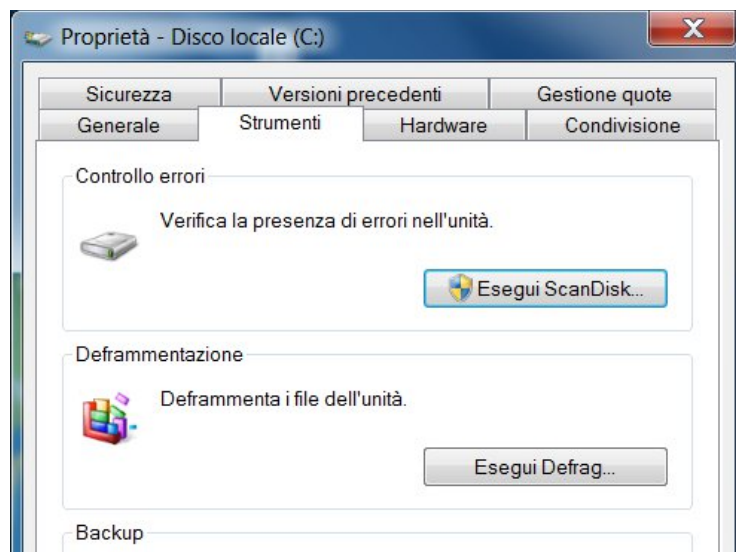 Proprietà - Disco locale (C:)
X
Sicurezza Versioni precedenti Gestione quote
Generale Strumenti Hardware Condivisione
Controllo errori
Verifica la presenza di errori nell'unità.
Esegui ScanDisk...
Deframmentazione
Deframmenta i file dell'unità.
Esegui Defrag...
Backup